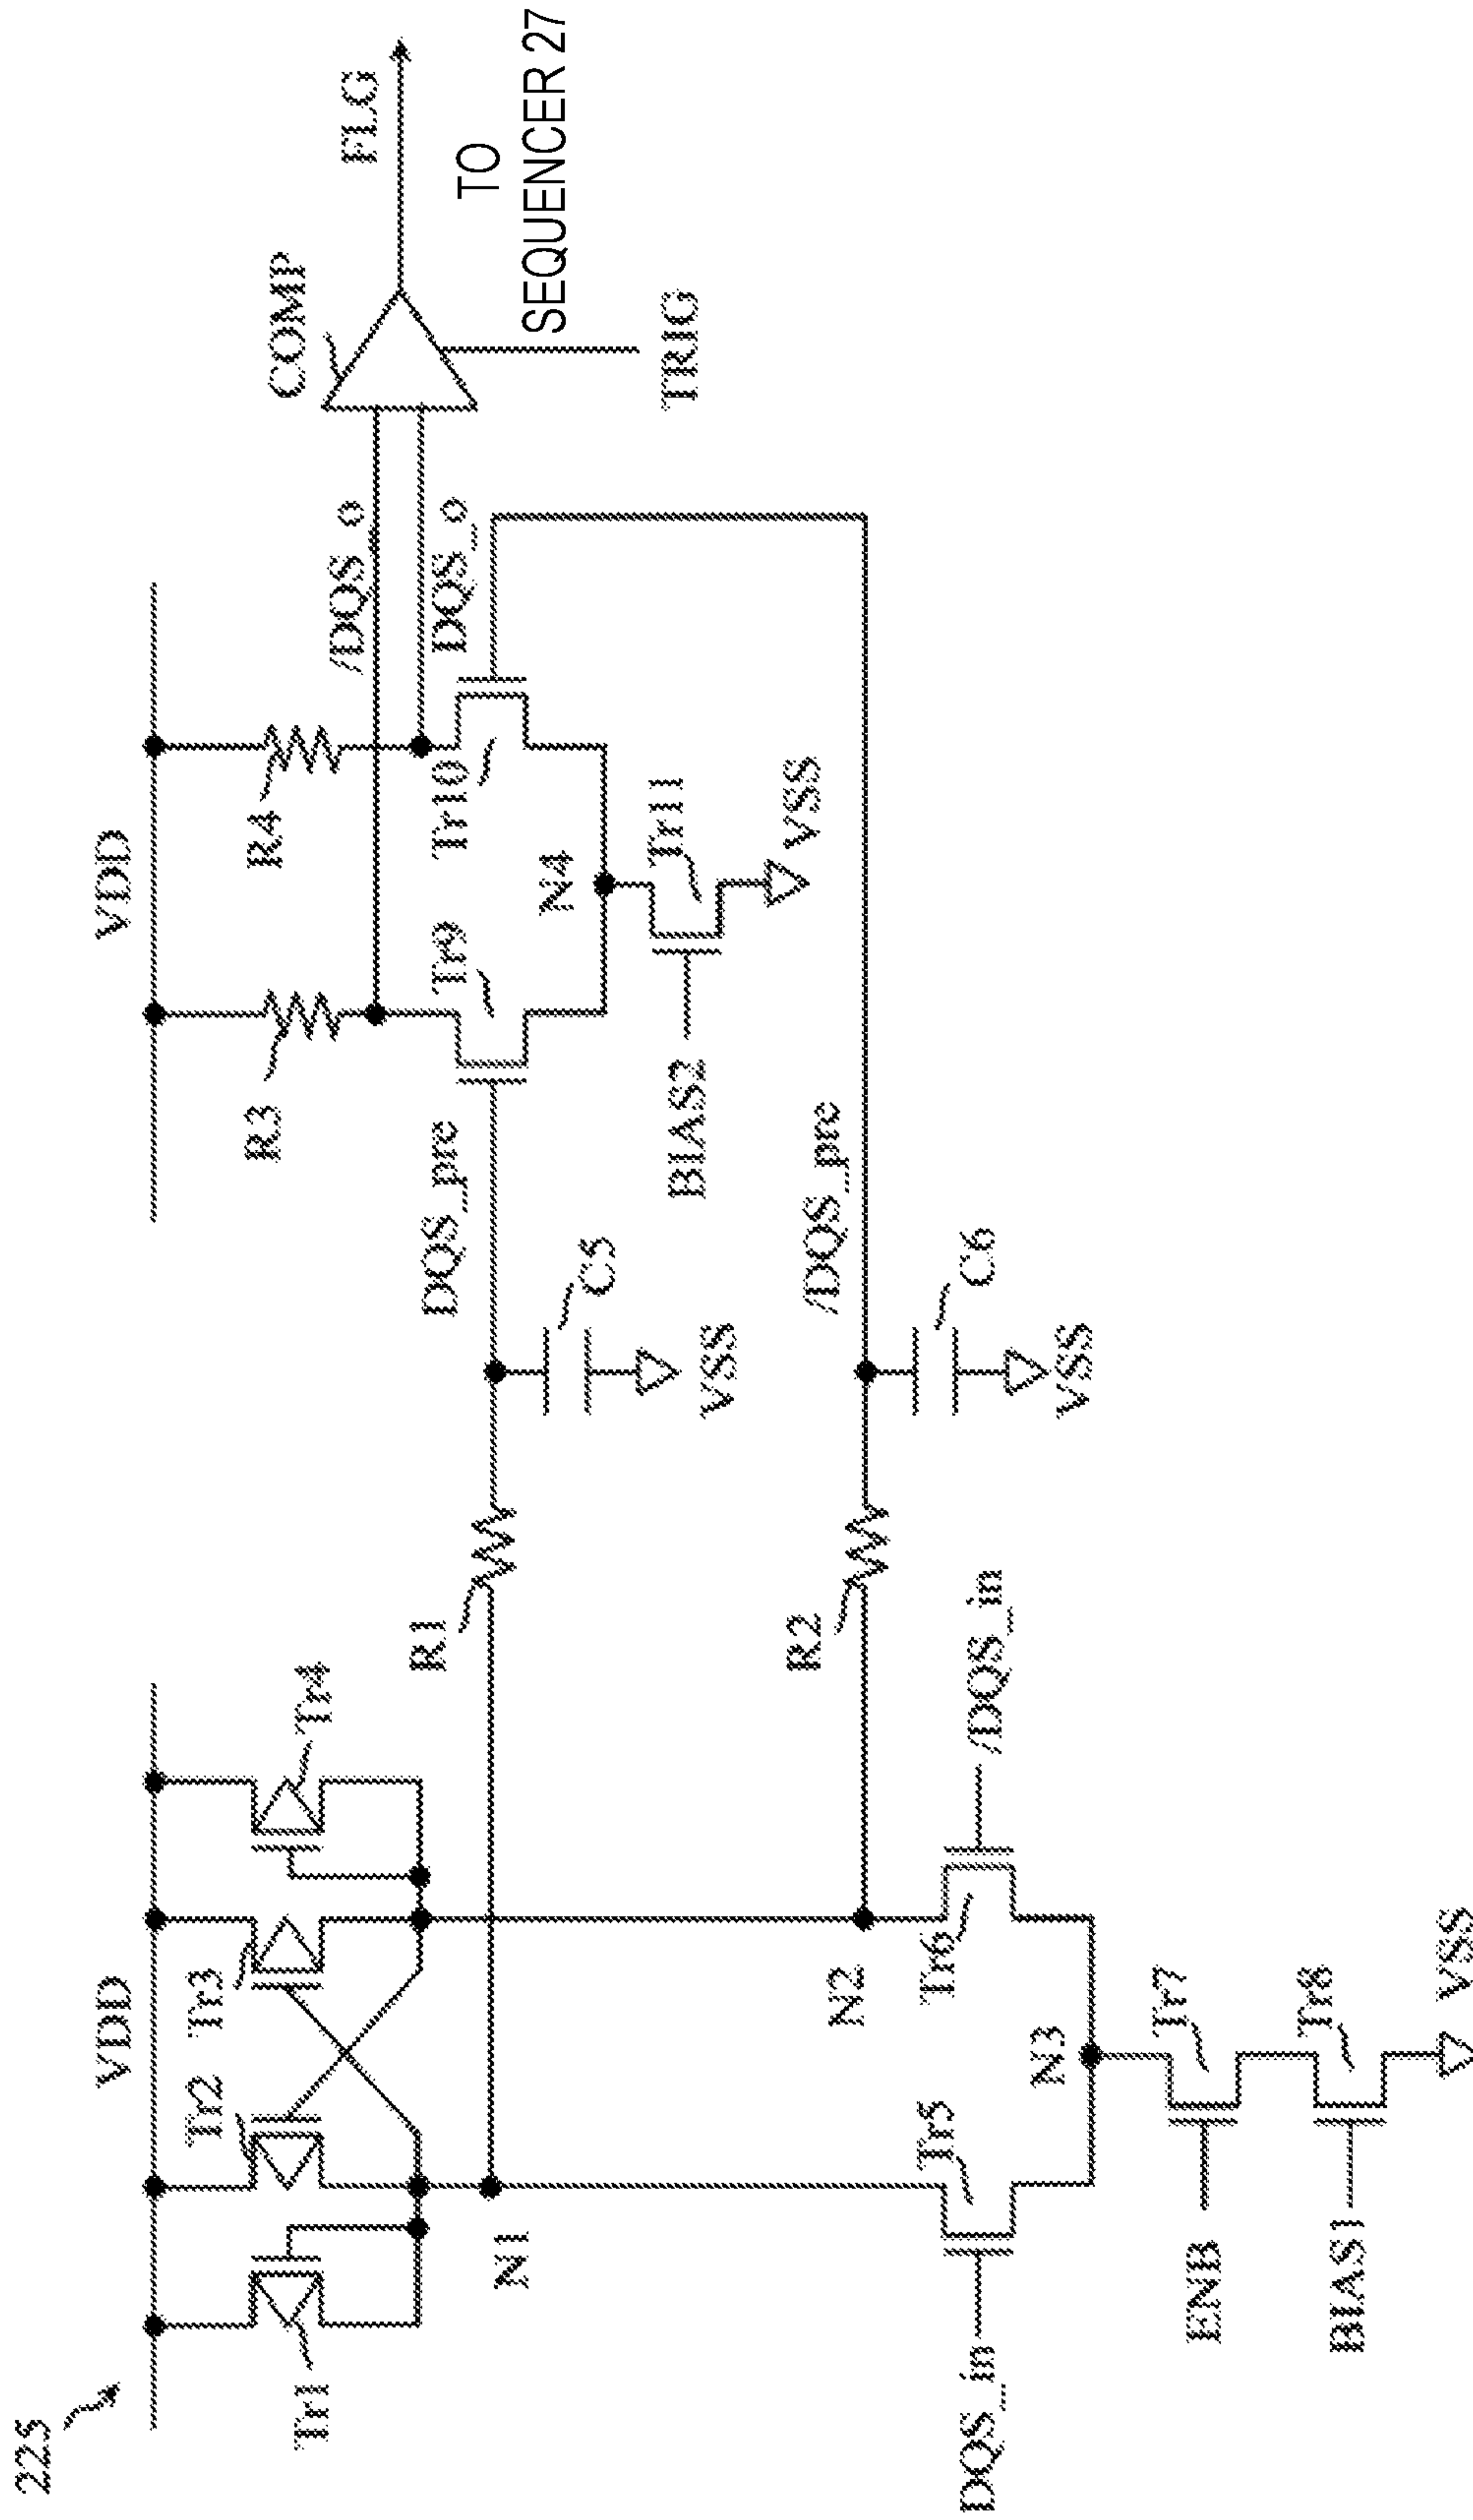 225
VDD
VDD
Tr1
Tr2
Tr3
Tr4
R3
R4
COMP
FLG
/DQS_o
DQS_o
TO
SEQUENCER 27
TRIG
N1
R1
DQS_pre
Tr9
Tr10
N4
C5
VSS
BIAS2
Tr11
VSS
N2
R2
/DQS_pre
C6
VSS
DQS_in
Tr5
Tr6
/DQS_in
N3
ENB
Tr7
BIAS1
Tr8
VSS